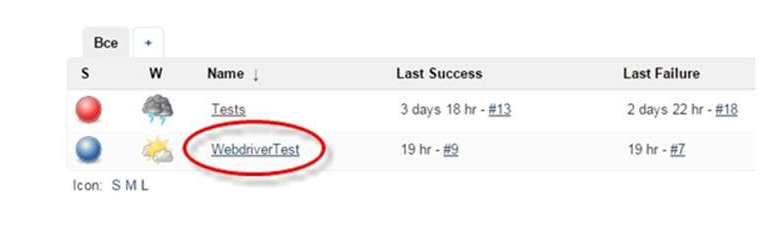 Все +
S W Name ↓ Last Success Last Failure
Tests 3 days 18 hr - #13 2 days 22 hr - #18
WebdriverTest 19 hr - #9 19 hr - #7
Icon: S M L